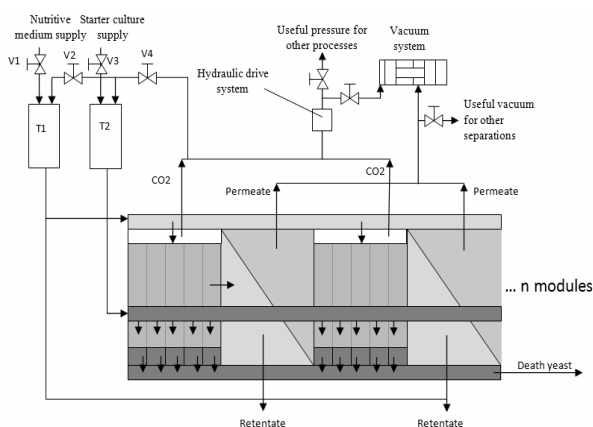 Nutritive
medium supply
Starter culture
supply
Useful pressure for
other processes
Vacuum
system
V1
V2
V3
V4
Hydraulic drive
system
Useful vacuum
for other
separations
T1
T2
CO2
Permeate
CO2
Permeate
... n modules
Death yeast
Retentate
Retentate